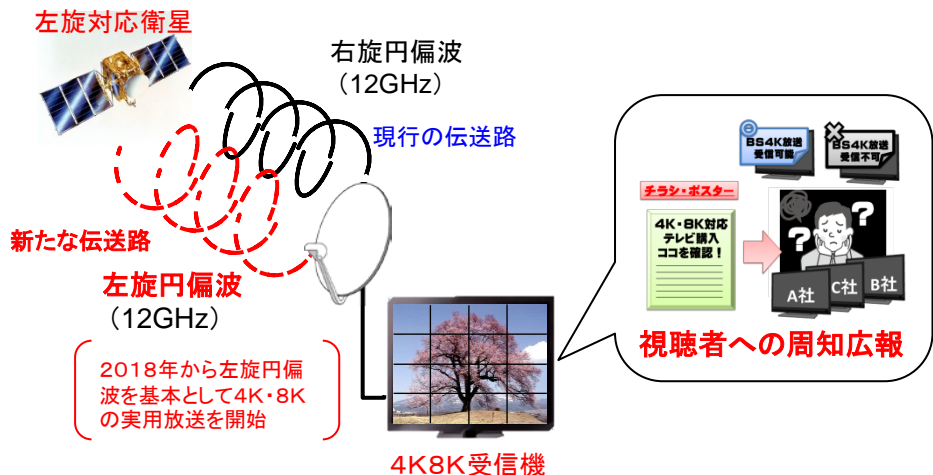 左旋対応衛星
右旋円偏波
（12GHz）
現行の伝送路
新たな伝送路
左旋円偏波
（12GHz）
2018年から左旋円偏
波を基本として4K・8K
の実用放送を開始
4K8K受信機
BS4K放送
受信可能
BS4K放送
受信不可
チラシ・ポスター
4K・8K対応
テレビ購入
ココを確認！
？
？
A社
C社
B社
視聴者への周知広報